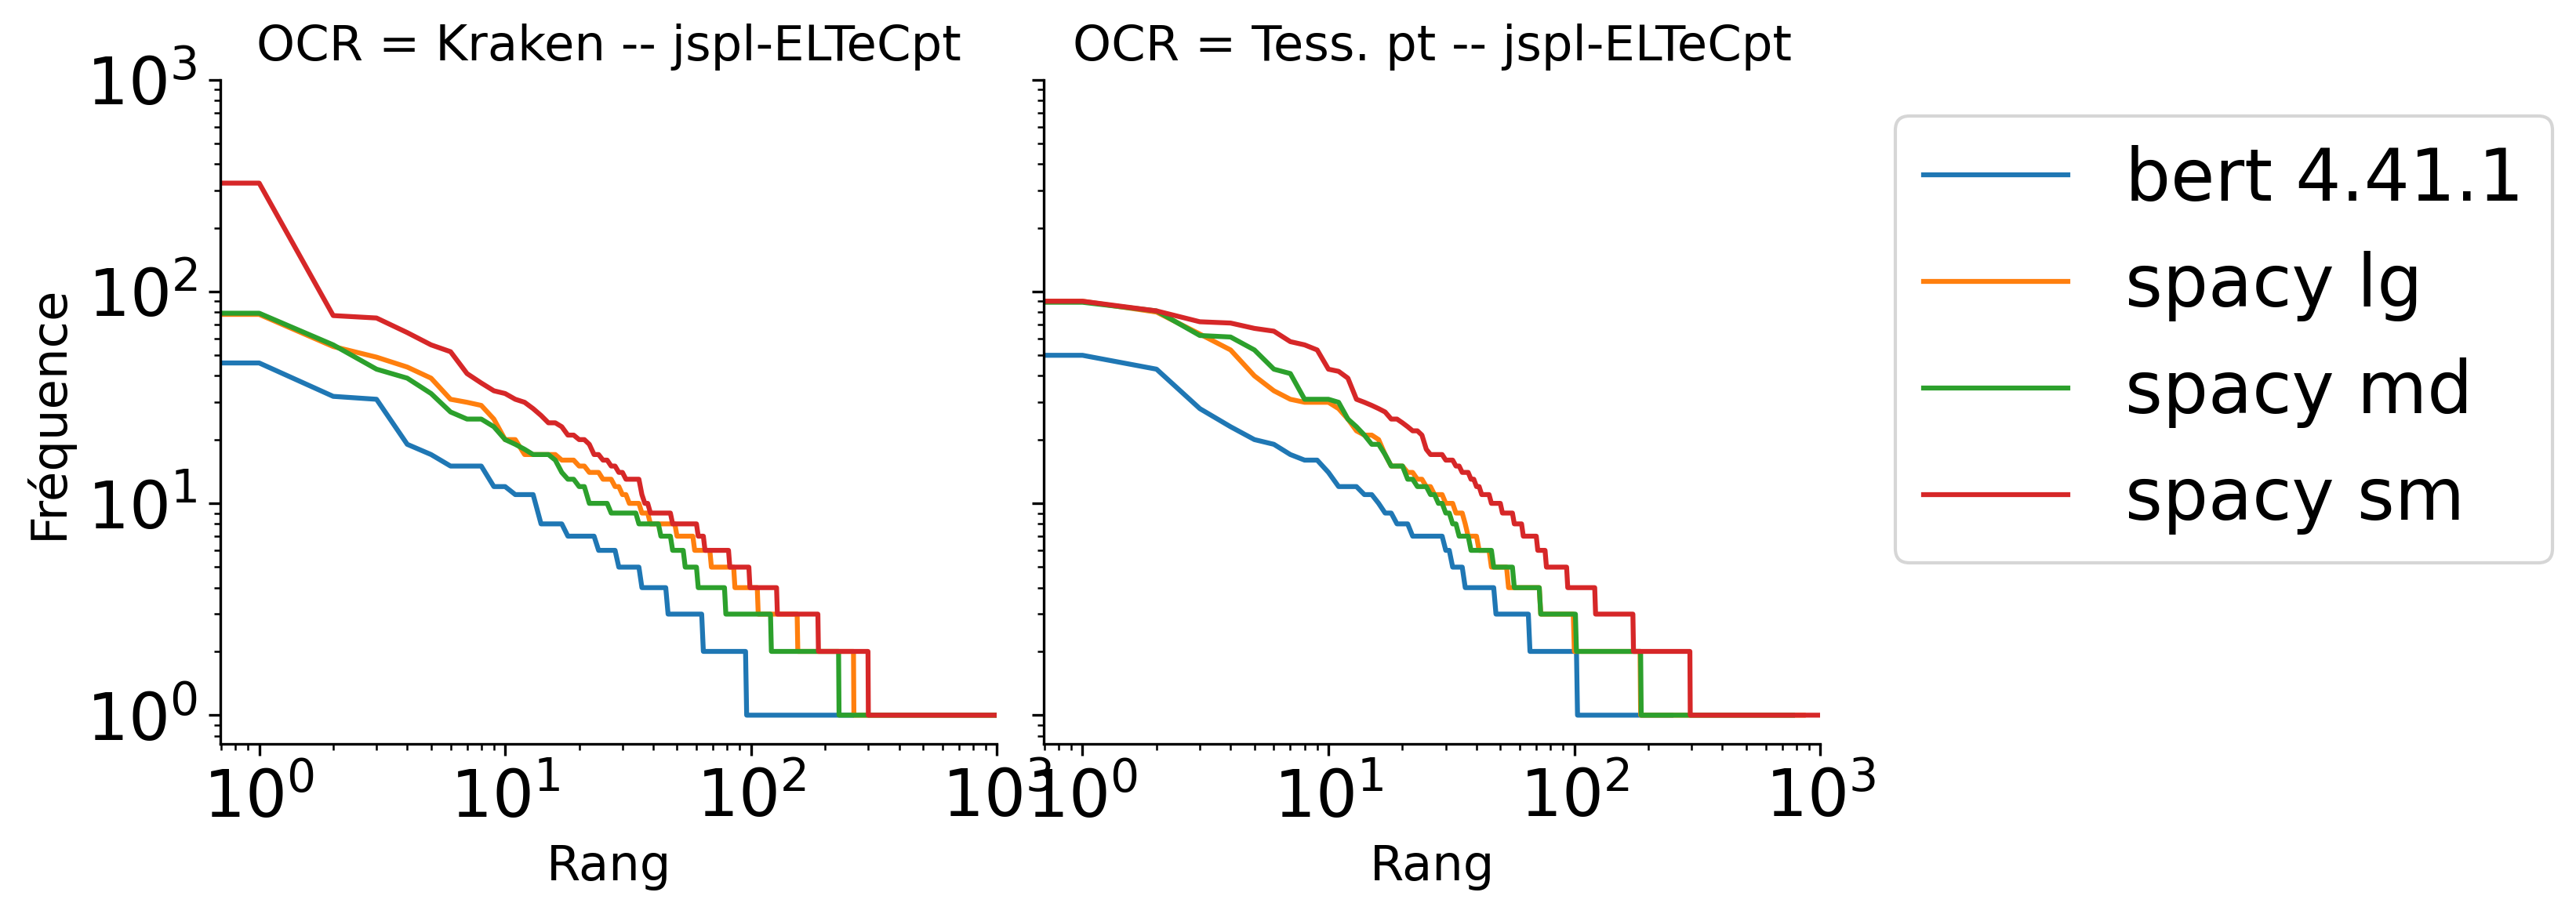 OCR = Kraken -- jspl-ELTeCpt
OCR = Tess. pt -- jspl-ELTeCpt
10³
10²
10¹
10⁰
Fréquence
10⁰ 10¹ 10² 10³
10⁰ 10¹ 10² 10³
Rang
Rang
bert 4.41.1
spacy lg
spacy md
spacy sm